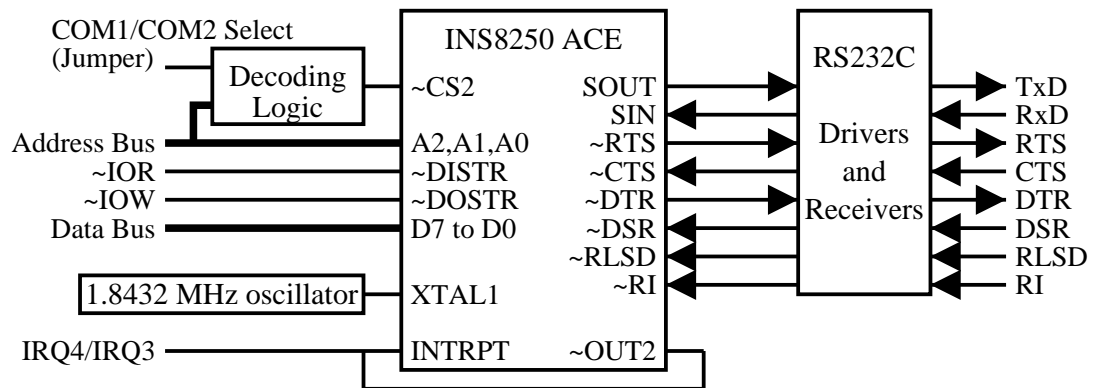 COM1/COM2 Select
(Jumper)
Decoding
Logic
Address Bus
~IOR
~IOW
Data Bus
1.8432 MHz oscillator
IRQ4/IRQ3
INS8250 ACE
~CS2
A2,A1,A0
~DISTR
~DOSTR
D7 to D0
XTAL1
INTRPT
SOUT
SIN
~RTS
~CTS
~DTR
~DSR
~RLSD
~RI
~OUT2
RS232C
Drivers
and
Receivers
TxD
RxD
RTS
CTS
DTR
DSR
RLSD
RI